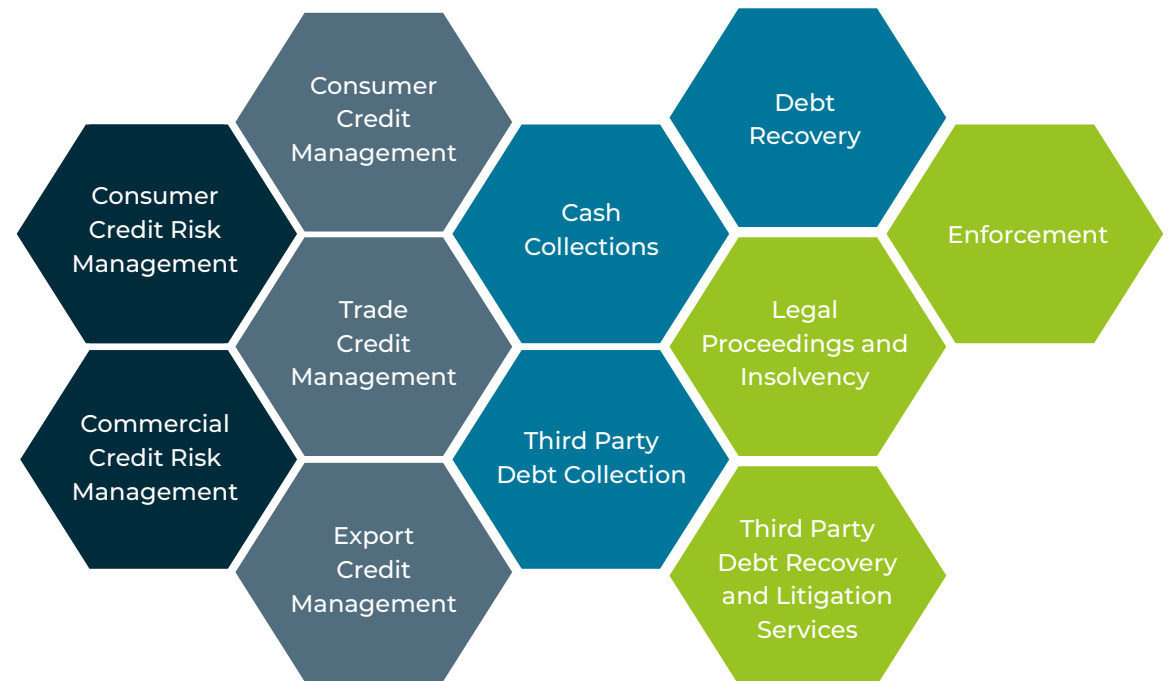 Consumer
Credit
Management
Debt
Recovery
Consumer
Credit Risk
Management
Cash
Collections
Enforcement
Trade
Credit
Management
Legal
Proceedings and
Insolvency
Commercial
Credit Risk
Management
Third Party
Debt Collection
Export
Credit
Management
Third Party
Debt Recovery
and Litigation
Services